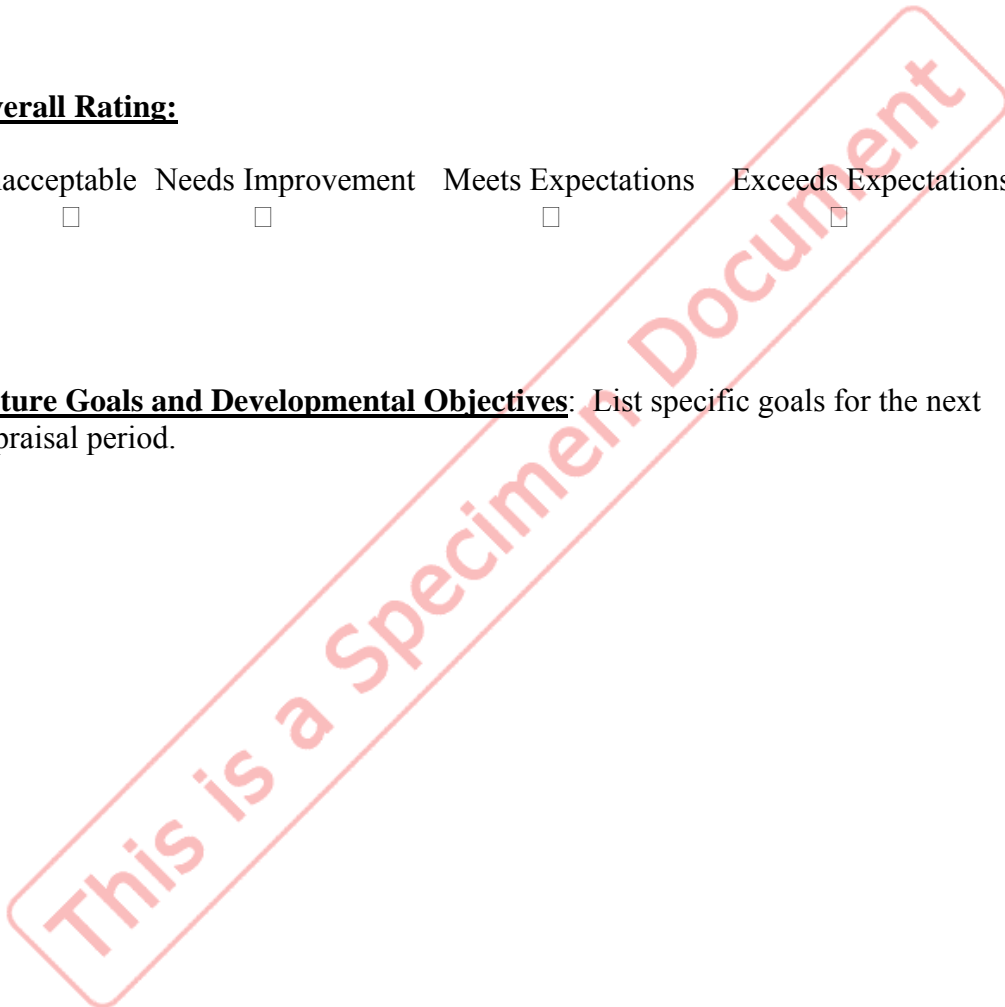 verall Rating:
nacceptable Needs Improvement Meets Expectations Exceeds Expectations
☐ ☐ ☐ ☐
ture Goals and Developmental Objectives: List specific goals for the next
praisal period.
This is a Specimen Document